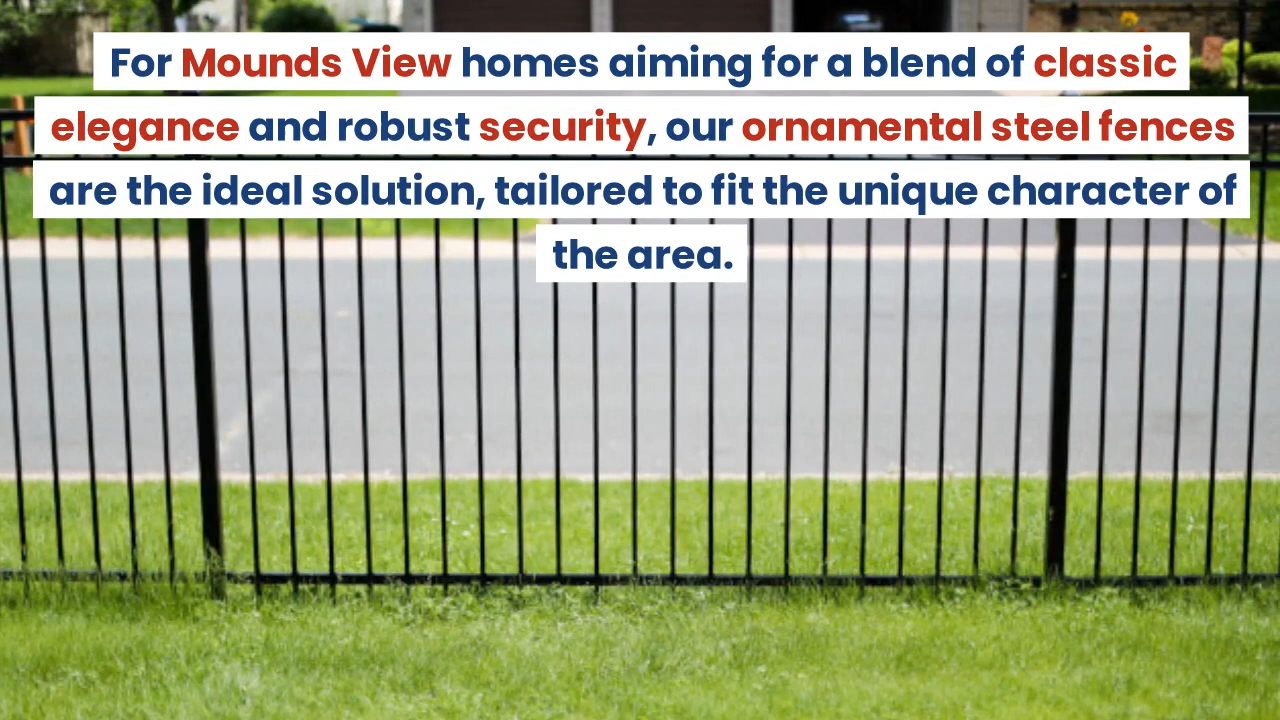 For Mounds View homes aiming for a blend of classic
elegance and robust security, our ornamental steel fences
are the ideal solution, tailored to fit the unique character of
the area.